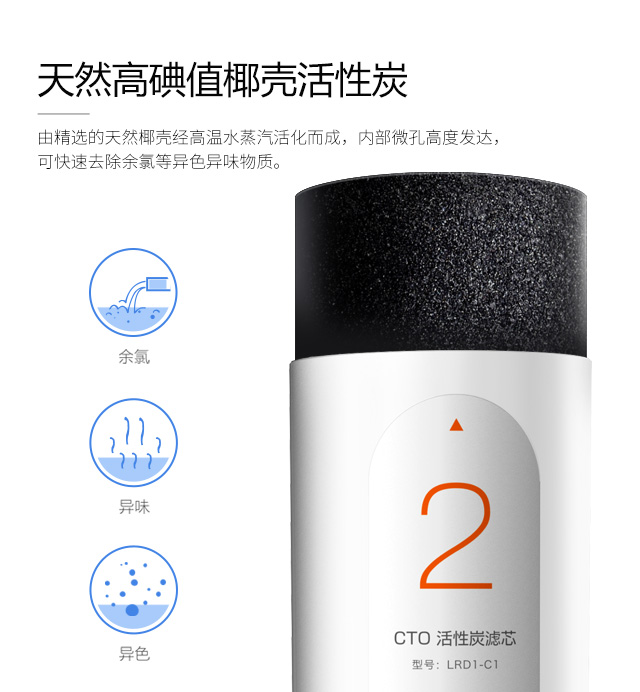 天然高碘值椰壳活性炭
由精选的天然椰壳经高温水蒸汽活化而成，内部微孔高度发达，
可快速去除余氯等异色异味物质。
余氯
异味
异色
2
CTO 活性炭滤芯
型号：LRD1-C1